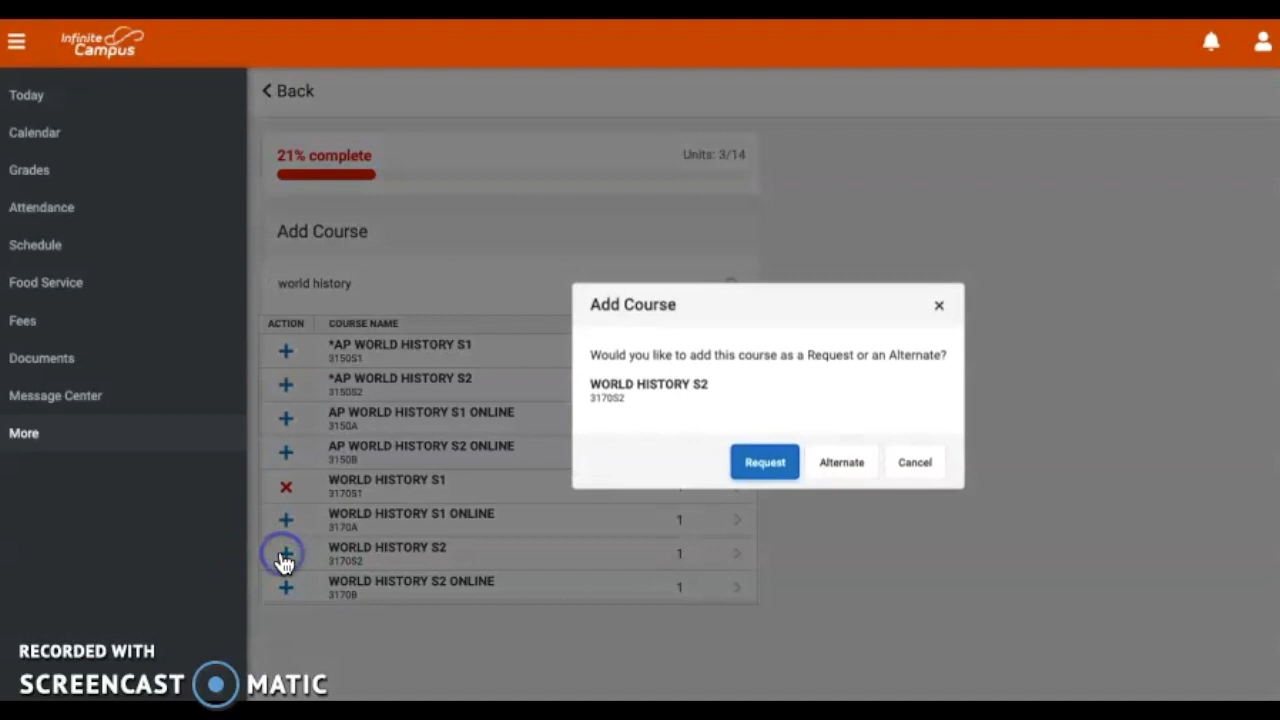 Infinite
Campus
Today
Calendar
Grades
Attendance
Schedule
Food Service
Fees
Documents
Message Center
More
Back
21% complete
Units: 3/14
Add Course
world history
ACTION
COURSE NAME
*AP WORLD HISTORY S1
3150S1
*AP WORLD HISTORY S2
3150S2
AP WORLD HISTORY S1 ONLINE
3150A
AP WORLD HISTORY S2 ONLINE
3150B
WORLD HISTORY S1
3170S1
WORLD HISTORY S1 ONLINE
1
3170A
WORLD HISTORY S2
1
3170S2
WORLD HISTORY S2 ONLINE
1
3170B
Add Course
Would you like to add this course as a Request or an Alternate?
WORLD HISTORY S2
3170S2
Request
Alternate
Cancel
RECORDED WITH
SCREENCAST MATIC